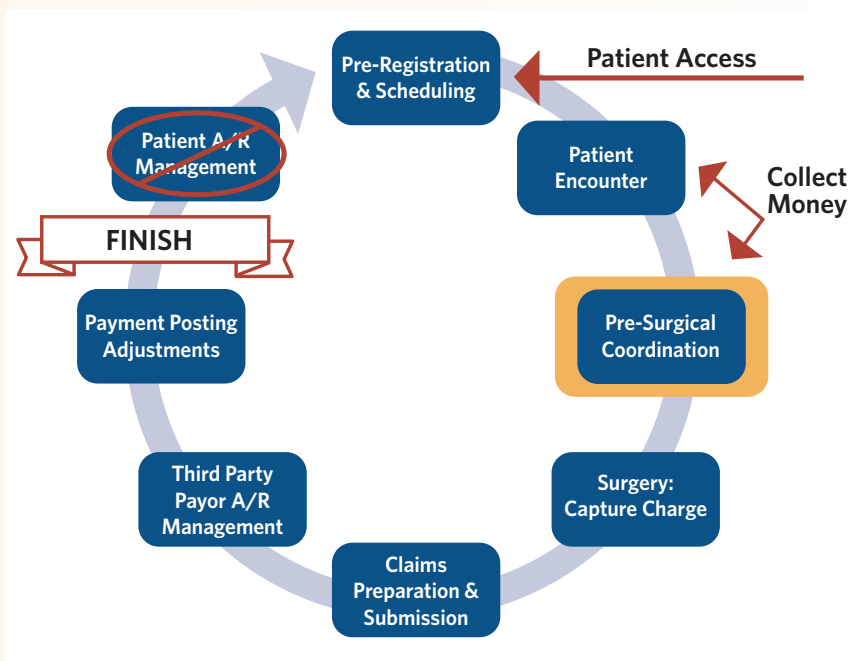 Pre-Registration
& Scheduling
Patient Access
Patient
Encounter
Collect
Money
Pre-Surgical
Coordination
Surgery:
Capture Charge
Claims
Preparation &
Submission
Third Party
Payor A/R
Management
Payment Posting
Adjustments
FINISH
Patient A/R
Management